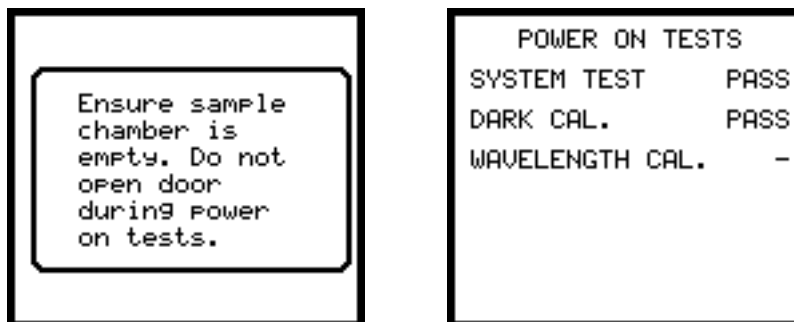 Ensure sample
chamber is
empty. Do not
open door
during power
on tests.
POWER ON TESTS
SYSTEM TEST PASS
DARK CAL. PASS
WAVELENGTH CAL. -